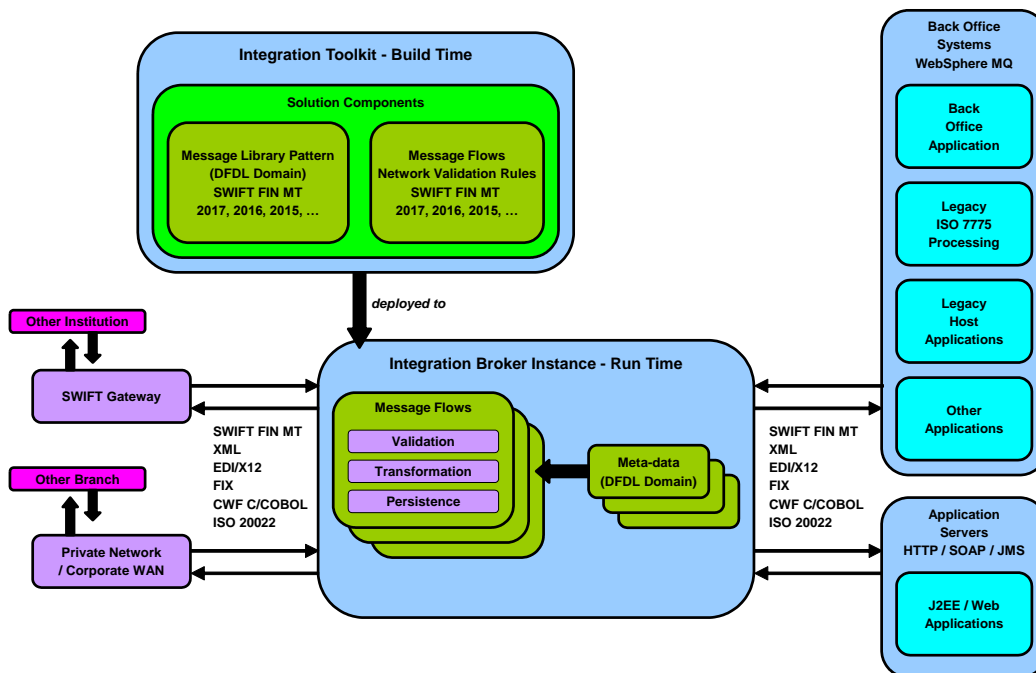 Integration Toolkit - Build Time
Solution Components
Message Library Pattern
(DFDL Domain)
SWIFT FIN MT
2017, 2016, 2015, …
Message Flows
Network Validation Rules
SWIFT FIN MT
2017, 2016, 2015, …
deployed to
Other Institution
SWIFT Gateway
Other Branch
Private Network
/ Corporate WAN
SWIFT FIN MT
XML
EDI/X12
FIX
CWF C/COBOL
ISO 20022
Integration Broker Instance - Run Time
Message Flows
Validation
Transformation
Persistence
Meta-data
(DFDL Domain)
SWIFT FIN MT
XML
EDI/X12
FIX
CWF C/COBOL
ISO 20022
Back Office
Systems
WebSphere MQ
Back
Office
Application
Legacy
ISO 7775
Processing
Legacy
Host
Applications
Other
Applications
Application
Servers
HTTP / SOAP / JMS
J2EE / Web
Applications